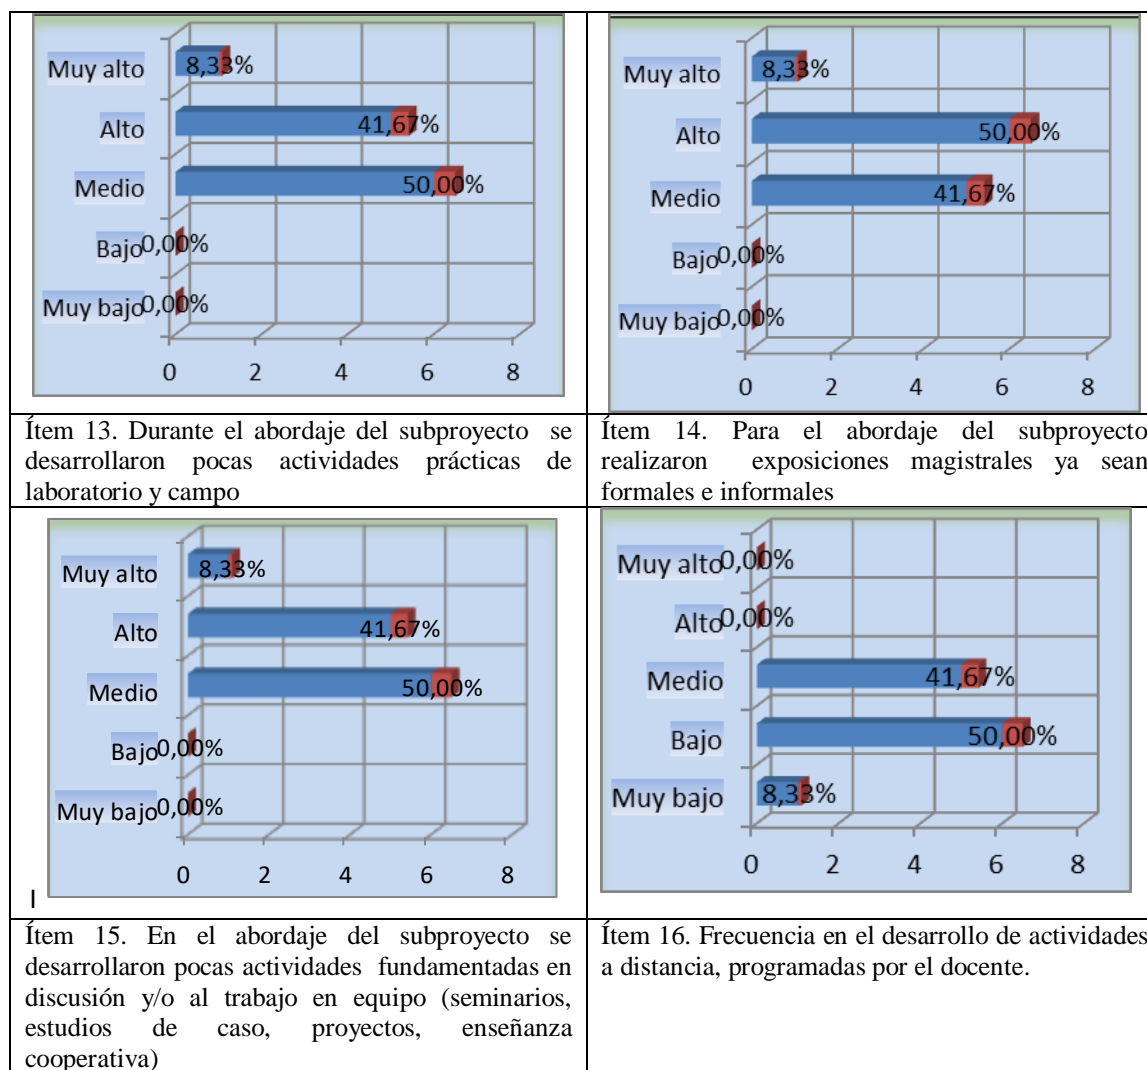 Muy alto 8,33%
Alto 41,67%
Medio 50,00%
Bajo 0,00%
Muy bajo 0,00%
0 2 4 6 8
Ítem 13. Durante el abordaje del subproyecto se
desarrollaron pocas actividades prácticas de
laboratorio y campo
Muy alto 8,33%
Alto 50,00%
Medio 41,67%
Bajo 0,00%
Muy bajo 0,00%
0 2 4 6 8
Ítem 14. Para el abordaje del subproyecto
realizaron exposiciones magistrales ya sean
formales e informales
Muy alto 8,33%
Alto 41,67%
Medio 50,00%
Bajo 0,00%
Muy bajo 0,00%
0 2 4 6 8
l
Ítem 15. En el abordaje del subproyecto se
desarrollaron pocas actividades fundamentadas en
discusión y/o al trabajo en equipo (seminarios,
estudios de caso, proyectos, enseñanza
cooperativa)
Muy alto 0,00%
Alto 0,00%
Medio 41,67%
Bajo 50,00%
Muy bajo 8,33%
0 2 4 6 8
Ítem 16. Frecuencia en el desarrollo de actividades
a distancia, programadas por el docente.